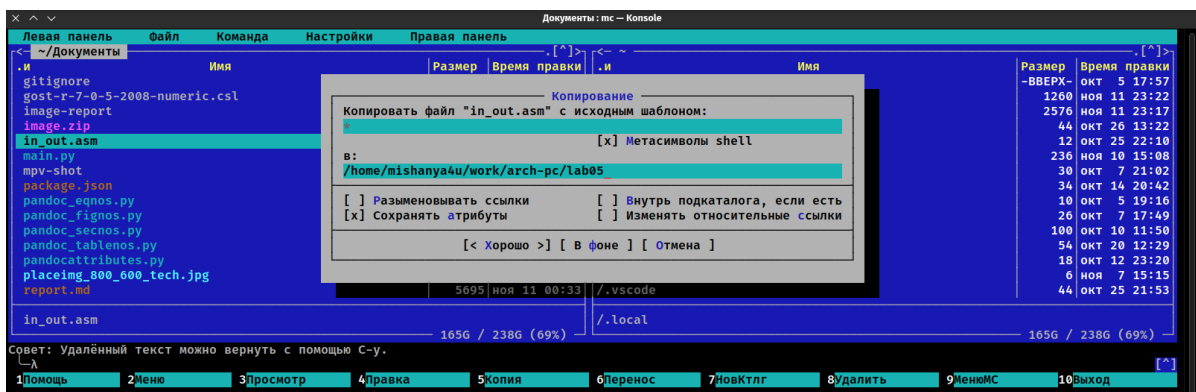 Документы : mc — Konsole
Левая панель Файл Команда Настройки Правая панель
<— ~/Документы .[^]>
.и Имя Размер Время правки
gitignore
gost-r-7-0-5-2008-numeric.csl
image-report
image.zip
in_out.asm
main.py
mpv-shot
package.json
pandoc_eqnos.py
pandoc_fignos.py
pandoc_secnos.py
pandoc_tablenos.py
pandocattributes.py
placeimg_800_600_tech.jpg
report.md 5695 ноя 11 00:33
in_out.asm
165G / 238G (69%)
Копирование
Копировать файл "in_out.asm" с исходным шаблоном:
*
[x] Метасимволы shell
в:
/home/mishanya4u/work/arch-pc/lab05
[ ] Разыменовывать ссылки [ ] Внутрь подкаталога, если есть
[x] Сохранять атрибуты [ ] Изменять относительные ссылки
[< Хорошо >] [ В фоне ] [ Отмена ]
<— ~ .[^]>
.и Имя Размер Время правки
-ВВЕРХ- окт 5 17:57
1260 ноя 11 23:22
2576 ноя 11 23:17
44 окт 26 13:22
12 окт 25 22:10
236 ноя 10 15:08
30 окт 7 21:02
34 окт 14 20:42
10 окт 5 19:16
26 окт 7 17:49
100 окт 10 11:50
54 окт 20 12:29
18 окт 12 23:20
6 ноя 7 15:15
/.vscode 44 окт 25 21:53
/.local
165G / 238G (69%)
Совет: Удалённый текст можно вернуть с помощью C-y.
λ [^]
1Помощь 2Меню 3Просмотр 4Правка 5Копия 6Перенос 7НовКтлг 8Удалить 9МенюMC 10Выход